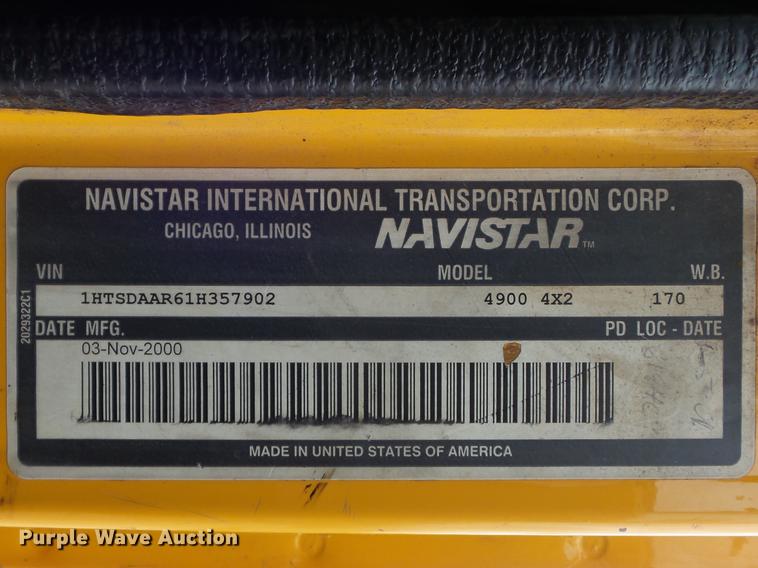 NAVISTAR INTERNATIONAL TRANSPORTATION CORP.
CHICAGO, ILLINOIS NAVISTAR TM
VIN MODEL W.B.
1HTSDAAR61H357902 4900 4X2 170
2029322C1
DATE MFG. PD LOC - DATE
03-Nov-2000
MADE IN UNITED STATES OF AMERICA
Purple Wave Auction